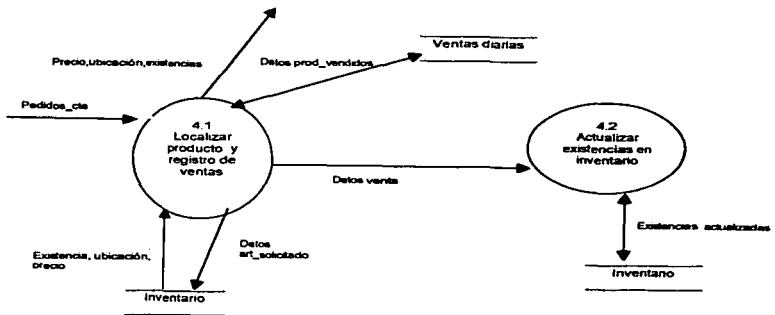 Precio,ubicación,existencias
Datos prod_vendidos
Ventas diarias
Pedidos_cte
4.1
Localizar
producto y
registro de
ventas
4.2
Actualizar
existencias en
inventario
Datos venta
Existencia, ubicación,
precio
Datos
art_solicitado
Existencias actualizadas
Inventario
Inventario